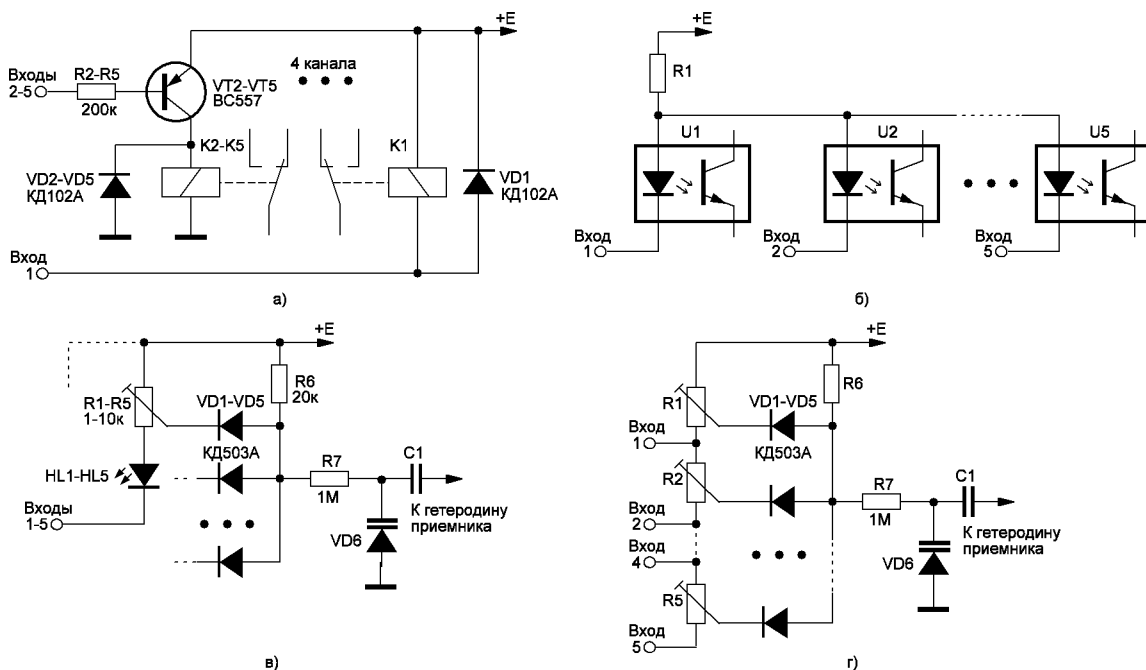 +E
Входы
2-5
R2-R5
200к
VT2-VT5
BC557
4 канала
K2-K5
K1
VD2-VD5
КД102А
VD1
КД102А
Вход
1
а)
+E
R1
U1
U2
U5
Вход
1
Вход
2
Вход
5
б)
+E
R1-R5
1-10к
VD1-VD5
R6
20к
КД503А
HL1-HL5
R7
1М
C1
Входы
1-5
К гетеродину
приемника
VD6
в)
+E
R1
VD1-VD5
R6
Вход
1
КД503А
R2
R7
1М
C1
Вход
2
К гетеродину
приемника
Вход
4
VD6
R5
Вход
5
г)